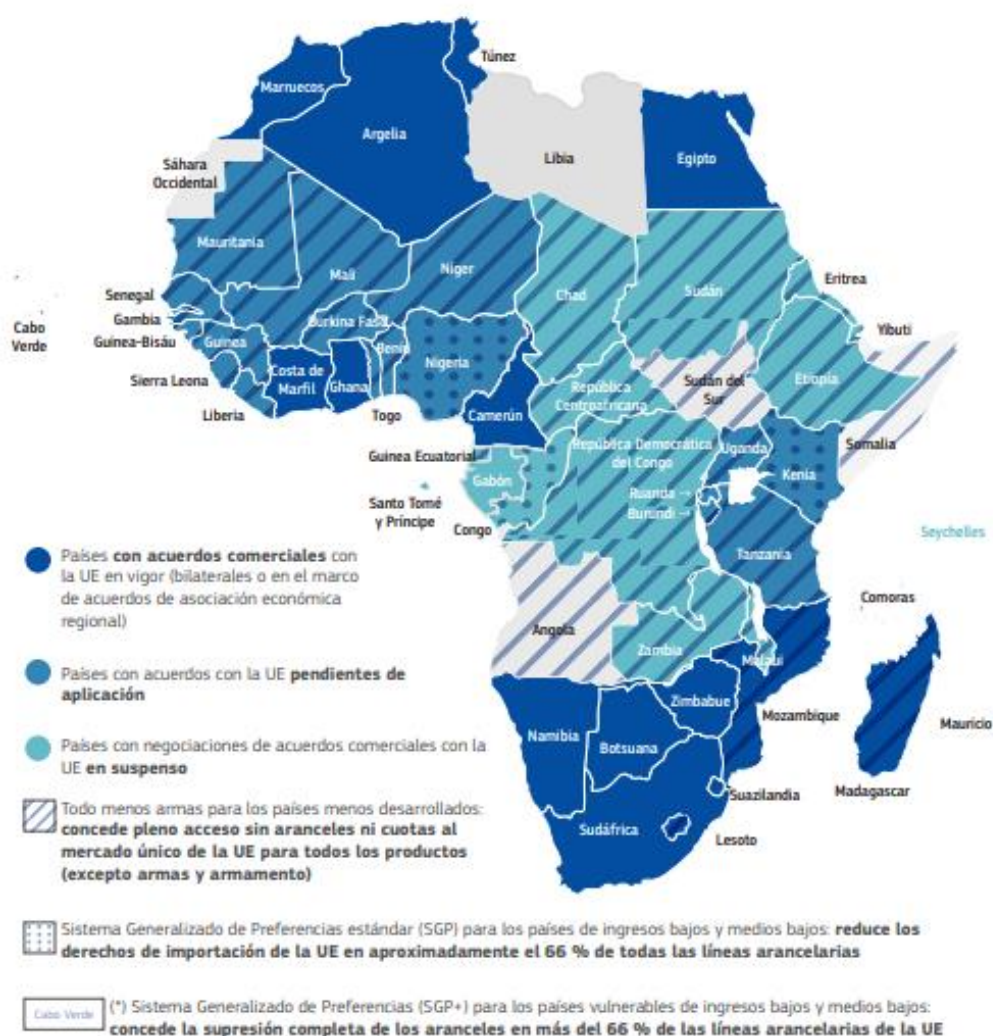 Túnez
Marruecos
Argelia
Libia
Egipto
Sáhara
Occidental
Mauritania
Mali
Níger
Chad
Sudán
Eritrea
Cabo
Verde
Senegal
Gambia
Guinea-Bisáu
Guinea
Burkina Faso
Benín
Nigeria
Yibuti
Sierra Leona
Costa de
Marfil
Ghana
Camerún
República
Centroafricana
Sudán del
Sur
Etiopía
Liberia
Togo
Guinea Ecuatorial
República Democrática
del Congo
Uganda
Kenia
Somalia
Gabón
Ruanda →
Burundi →
Santo Tomé
y Príncipe
Congo
Seychelles
Tanzania
Comoras
Angola
Zambia
Malaui
Zimbabue
Mozambique
Mauricio
Namibia
Botsuana
Madagascar
Suazilandia
Sudáfrica
Lesoto
Países con acuerdos comerciales con
la UE en vigor (bilaterales o en el marco
de acuerdos de asociación económica
regional)
Países con acuerdos con la UE pendientes de
aplicación
Países con negociaciones de acuerdos comerciales con la
UE en suspenso
Todo menos armas para los países menos desarrollados:
concede pleno acceso sin aranceles ni cuotas al
mercado único de la UE para todos los productos
(excepto armas y armamento)
Sistema Generalizado de Preferencias estándar (SGP) para los países de ingresos bajos y medios bajos: reduce los
derechos de importación de la UE en aproximadamente el 66 % de todas las líneas arancelarias
Cabo Verde
(*) Sistema Generalizado de Preferencias (SGP+) para los países vulnerables de ingresos bajos y medios bajos:
concede la supresión completa de los aranceles en más del 66 % de las líneas arancelarias de la UE